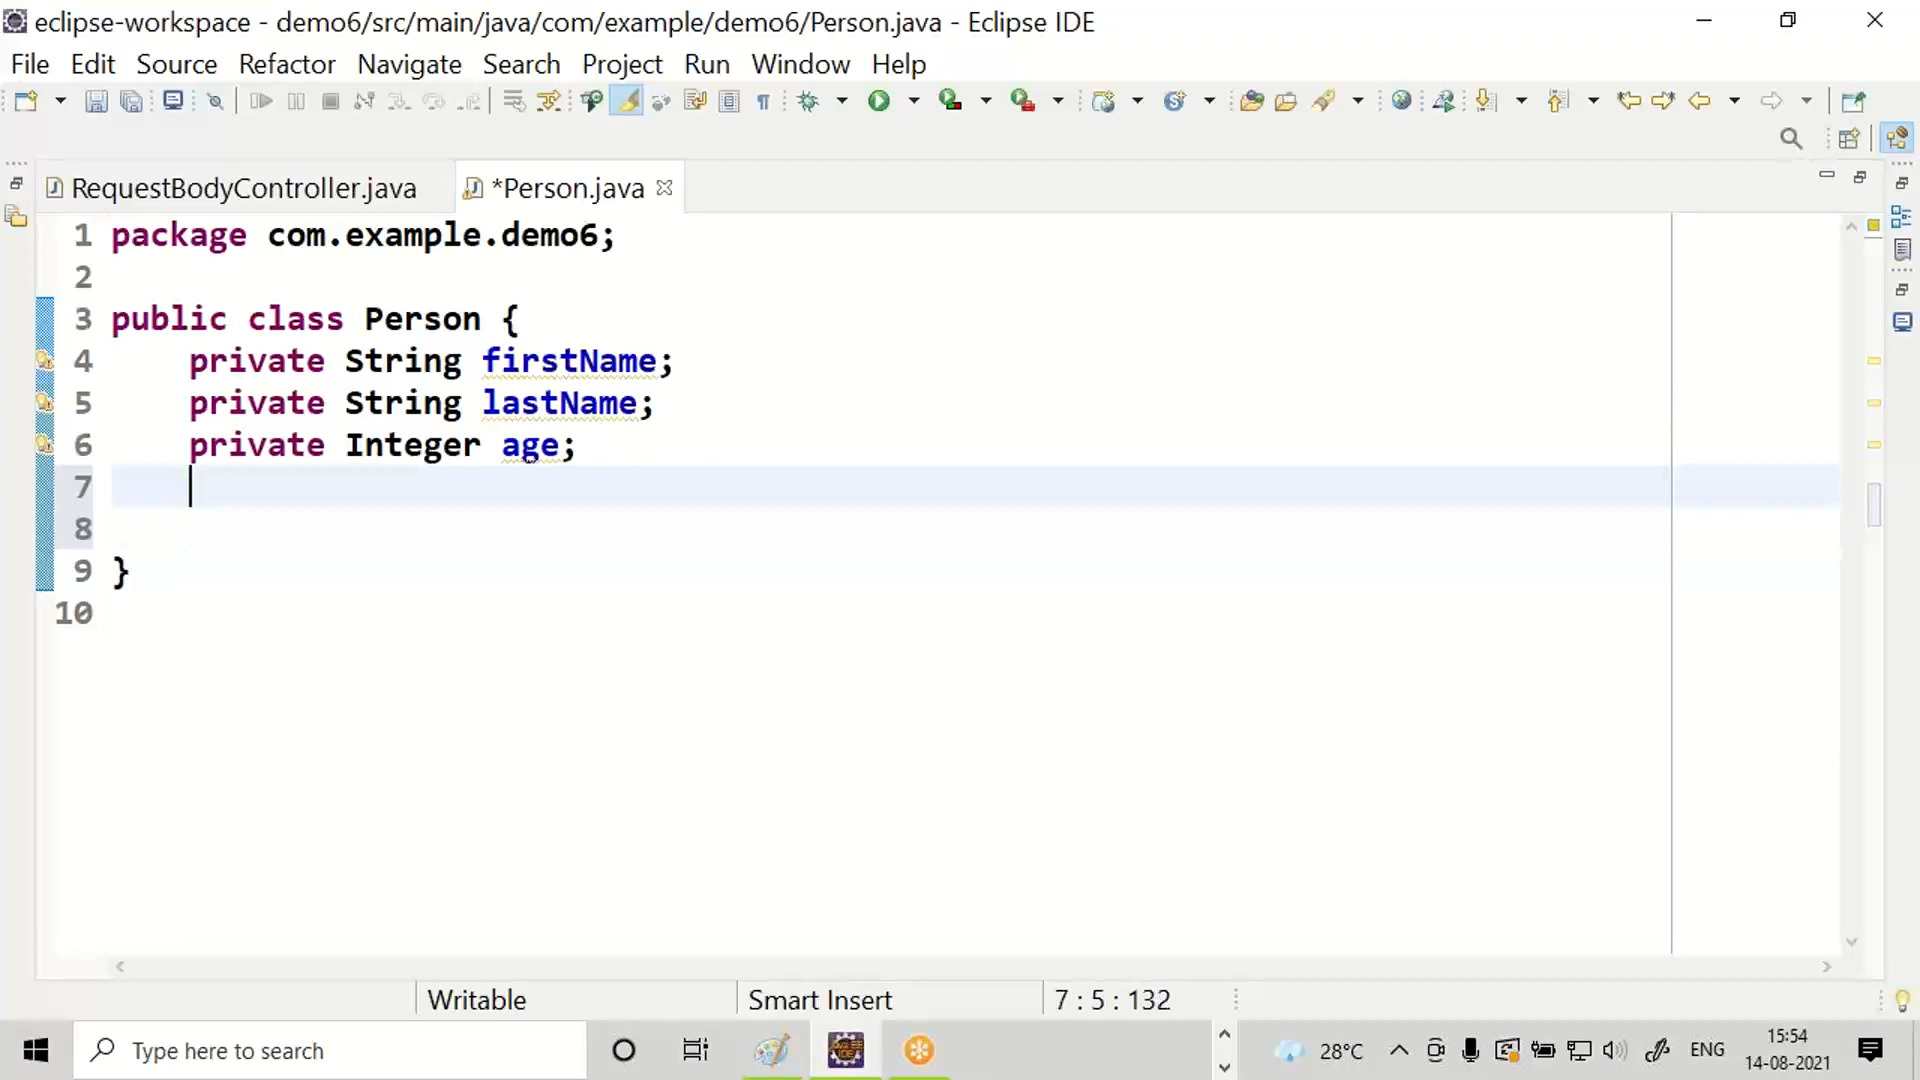 eclipse-workspace - demo6/src/main/java/com/example/demo6/Person.java - Eclipse IDE
File Edit Source Refactor Navigate Search Project Run Window Help
RequestBodyController.java *Person.java
1 package com.example.demo6;
2
3 public class Person {
4 private String firstName;
5 private String lastName;
6 private Integer age;
7
8
9 }
10
Writable Smart Insert 7 : 5 : 132
Type here to search 28°C ENG 15:54
14-08-2021